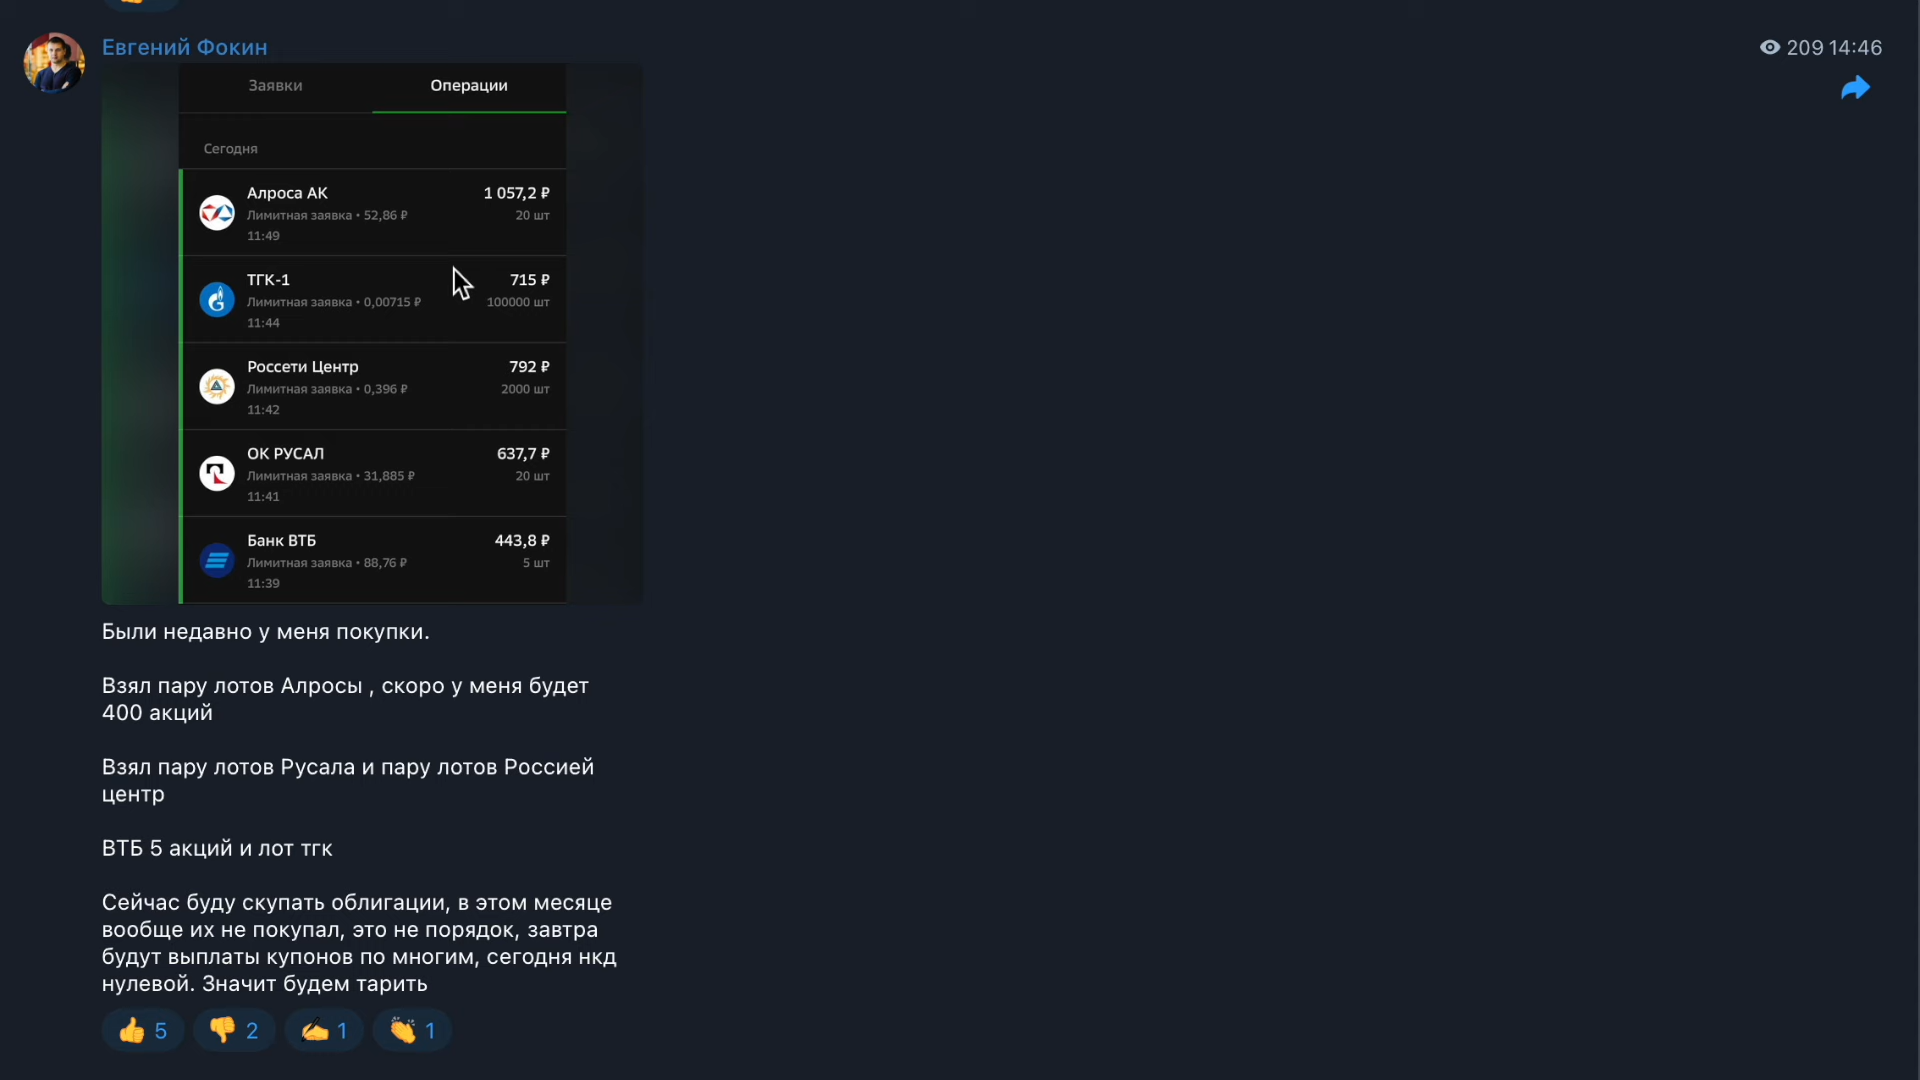 Евгений Фокин
209 14:46
Заявки
Операции
Сегодня
Алроса АК
1 057,2 ₽
Лимитная заявка • 52,86 ₽
20 шт
11:49
ТГК-1
715 ₽
Лимитная заявка • 0,00715 ₽
100000 шт
11:44
Россети Центр
792 ₽
Лимитная заявка • 0,396 ₽
2000 шт
11:42
ОК РУСАЛ
637,7 ₽
Лимитная заявка • 31,885 ₽
20 шт
11:41
Банк ВТБ
443,8 ₽
Лимитная заявка • 88,76 ₽
5 шт
11:39
Были недавно у меня покупки.
Взял пару лотов Алросы , скоро у меня будет
400 акций
Взял пару лотов Русала и пару лотов Россией
центр
ВТБ 5 акций и лот тгк
Сейчас буду скупать облигации, в этом месяце
вообще их не покупал, это не порядок, завтра
будут выплаты купонов по многим, сегодня нкд
нулевой. Значит будем тарить
👍 5 👎 2 ✍ 1 👏 1